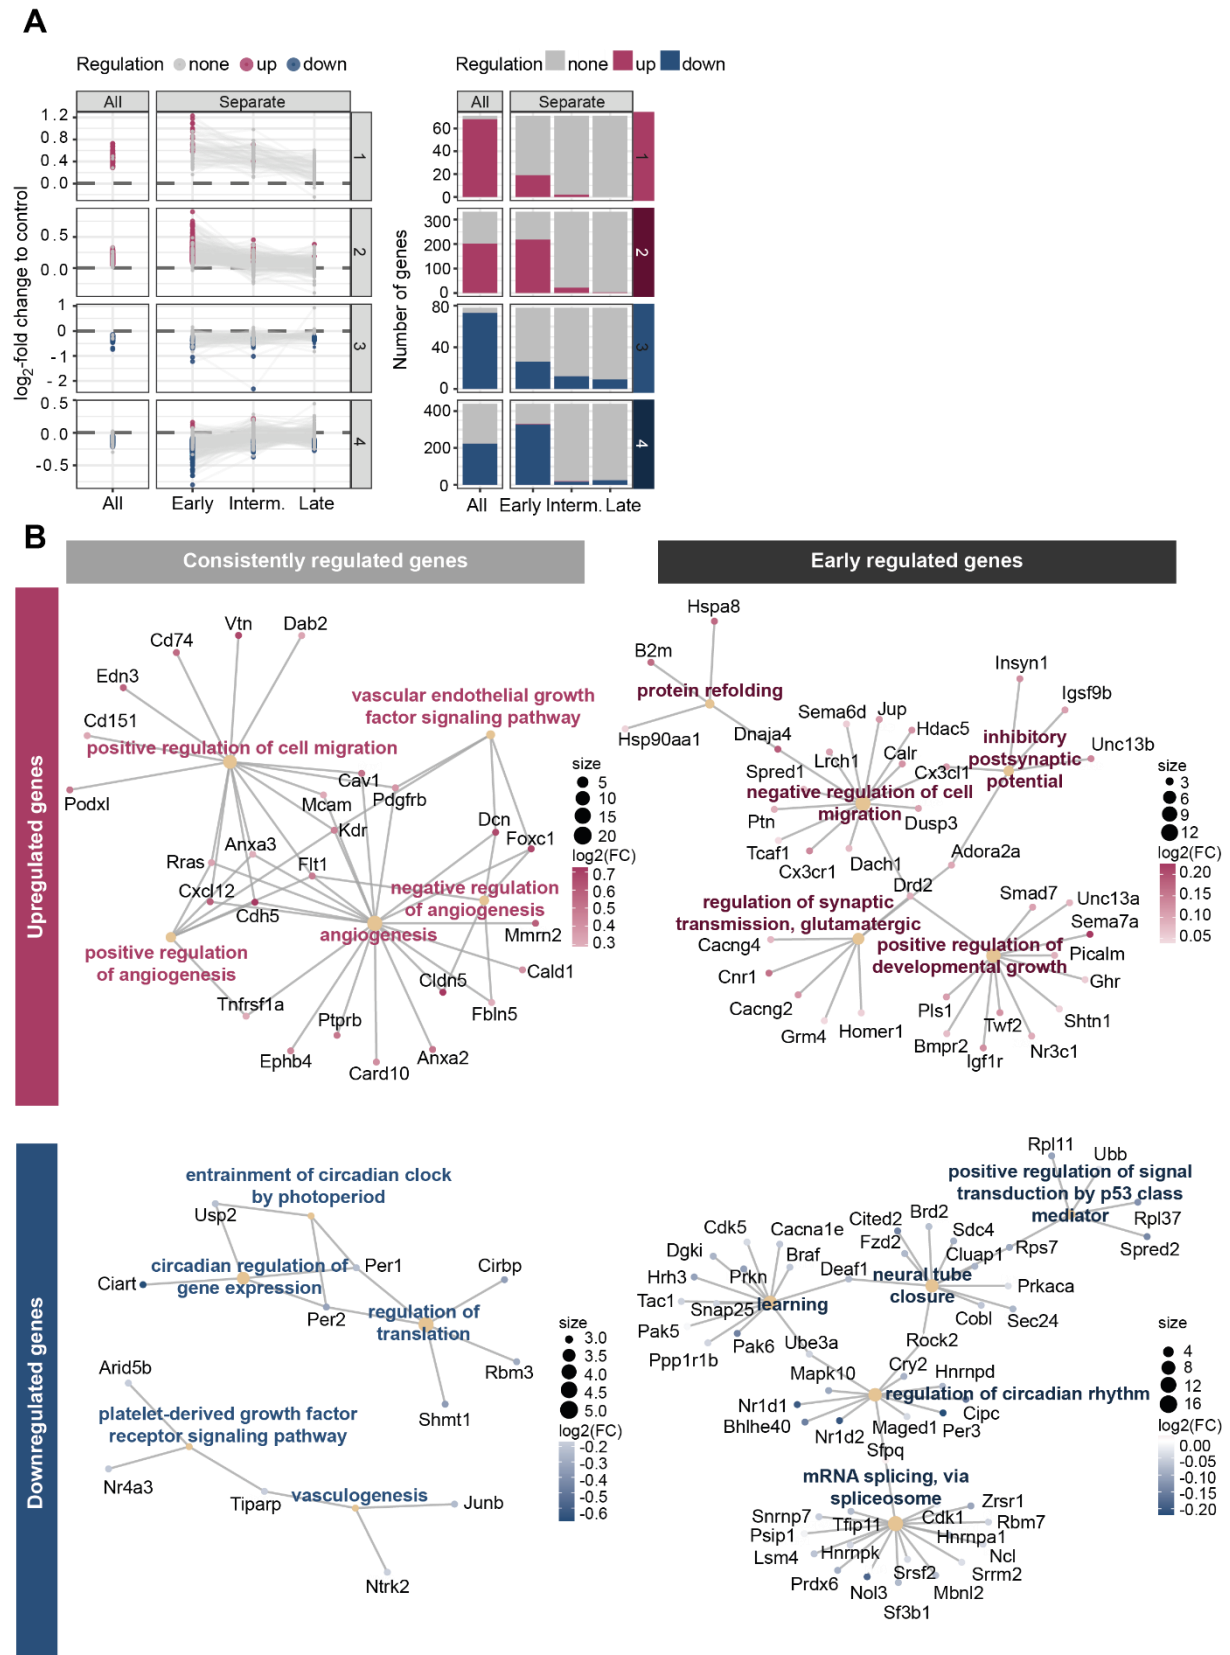 A
Regulation none up down
Regulation none up down
All Separate
All Separate
log2-fold change to control
1.2
0.8
0.4
0.0
1
0.5
0.0
2
1
0
-1
-2
3
0.5
0.0
-0.5
4
All Early Interm. Late
Number of genes
60
40
20
0
1
300
200
100
0
2
80
40
0
3
400
200
0
4
All Early Interm. Late
B
Consistently regulated genes
Early regulated genes
Upregulated genes
Vtn
Dab2
Cd74
Edn3
Cd151
vascular endothelial growth
factor signaling pathway
positive regulation of cell migration
Cav1
Podxl
Mcam
Pdgfrb
Kdr
Dcn
Foxc1
Anxa3
Rras
Flt1
Cxcl12
Cdh5
negative regulation
of angiogenesis
angiogenesis
Mmrn2
positive regulation
of angiogenesis
Cald1
Cldn5
Fbln5
Tnfrsf1a
Ptprb
Ephb4
Card10
Anxa2
size
5
10
15
20
log2(FC)
0.7
0.6
0.5
0.4
0.3
Hspa8
B2m
protein refolding
Hsp90aa1
Dnaja4
Insyn1
Igsf9b
Unc13b
inhibitory
postsynaptic
potential
Sema6d
Jup
Hdac5
Lrch1
Calr
Cx3cl1
Spred1
negative regulation of cell
migration
Ptn
Dusp3
Tcaf1
Cx3cr1
Dach1
Adora2a
Drd2
regulation of synaptic
transmission, glutamatergic
Smad7
Unc13a
Sema7a
Cacng4
positive regulation of
developmental growth
Picalm
Cnr1
Ghr
Cacng2
Grm4
Homer1
Pls1
Twf2
Shtn1
Bmpr2
Igf1r
Nr3c1
size
3
6
9
12
log2(FC)
0.20
0.15
0.10
0.05
Downregulated genes
entrainment of circadian clock
by photoperiod
Usp2
Per1
circadian regulation of
gene expression
Ciart
Cirbp
Per2
regulation of
translation
Rbm3
Arid5b
Shmt1
platelet-derived growth factor
receptor signaling pathway
Nr4a3
Tiparp
vasculogenesis
Junb
Ntrk2
size
3.0
3.5
4.0
4.5
5.0
log2(FC)
-0.2
-0.3
-0.4
-0.5
-0.6
Rpl11
Ubb
positive regulation of signal
transduction by p53 class
mediator
Rpl37
Spred2
Cdk5
Cacna1e
Cited2
Brd2
Dgki
Braf
Fzd2
Sdc4
Cluap1
Rps7
Hrh3
Prkn
Deaf1
neural tube
closure
Prkaca
Tac1
Snap25
learning
Cobl
Sec24
Pak5
Pak6
Ube3a
Rock2
Ppp1r1b
Mapk10
Cry2
Hnrnpd
regulation of circadian rhythm
Nr1d1
Cipc
Bhlhe40
Maged1
Per3
Nr1d2
Sfpq
mRNA splicing, via
spliceosome
Zrsr1
Snrnp7
Tfip11
Cdk1
Rbm7
Psip1
Hnrnpa1
Lsm4
Hnrnpk
Ncl
Srsf2
Srrm2
Prdx6
Nol3
Mbnl2
Sf3b1
size
4
8
12
16
log2(FC)
0.00
-0.05
-0.10
-0.15
-0.20